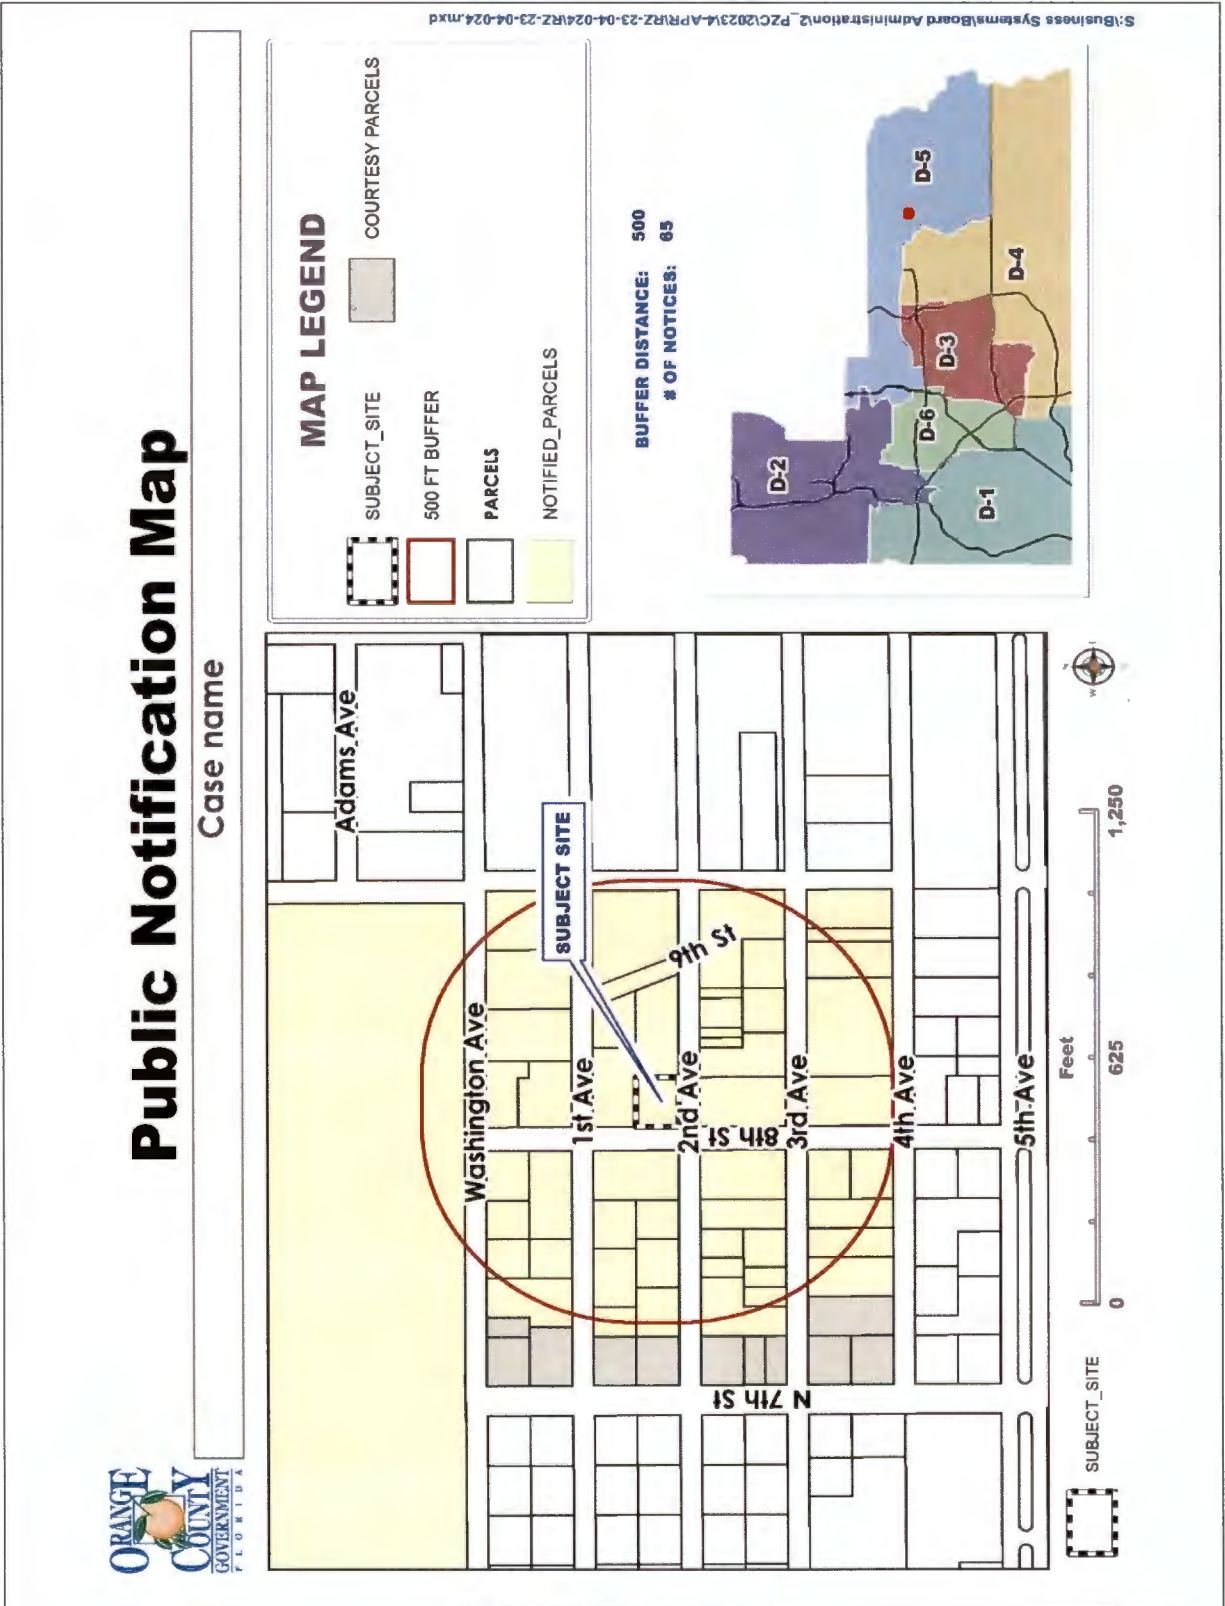 Public Notification Map
ORANGE
COUNTY
GOVERNMENT
FLORIDA
Case name
Adams Ave
Washington Ave
1st Ave
SUBJECT SITE
9th St
2nd Ave
8th St
3rd Ave
4th Ave
5th Ave
N 7th St
SUBJECT_SITE
Feet
0
625
1,250
W
MAP LEGEND
SUBJECT_SITE
COURTESY PARCELS
500 FT BUFFER
PARCELS
NOTIFIED_PARCELS
BUFFER DISTANCE: 500
# OF NOTICES: 65
D-2
D-5
D-6
D-3
D-4
D-1
S:\Business Systems\Board Administration\2_PZC\2023\4-APR\RZ-23-04-024\RZ-23-04-024.mxd